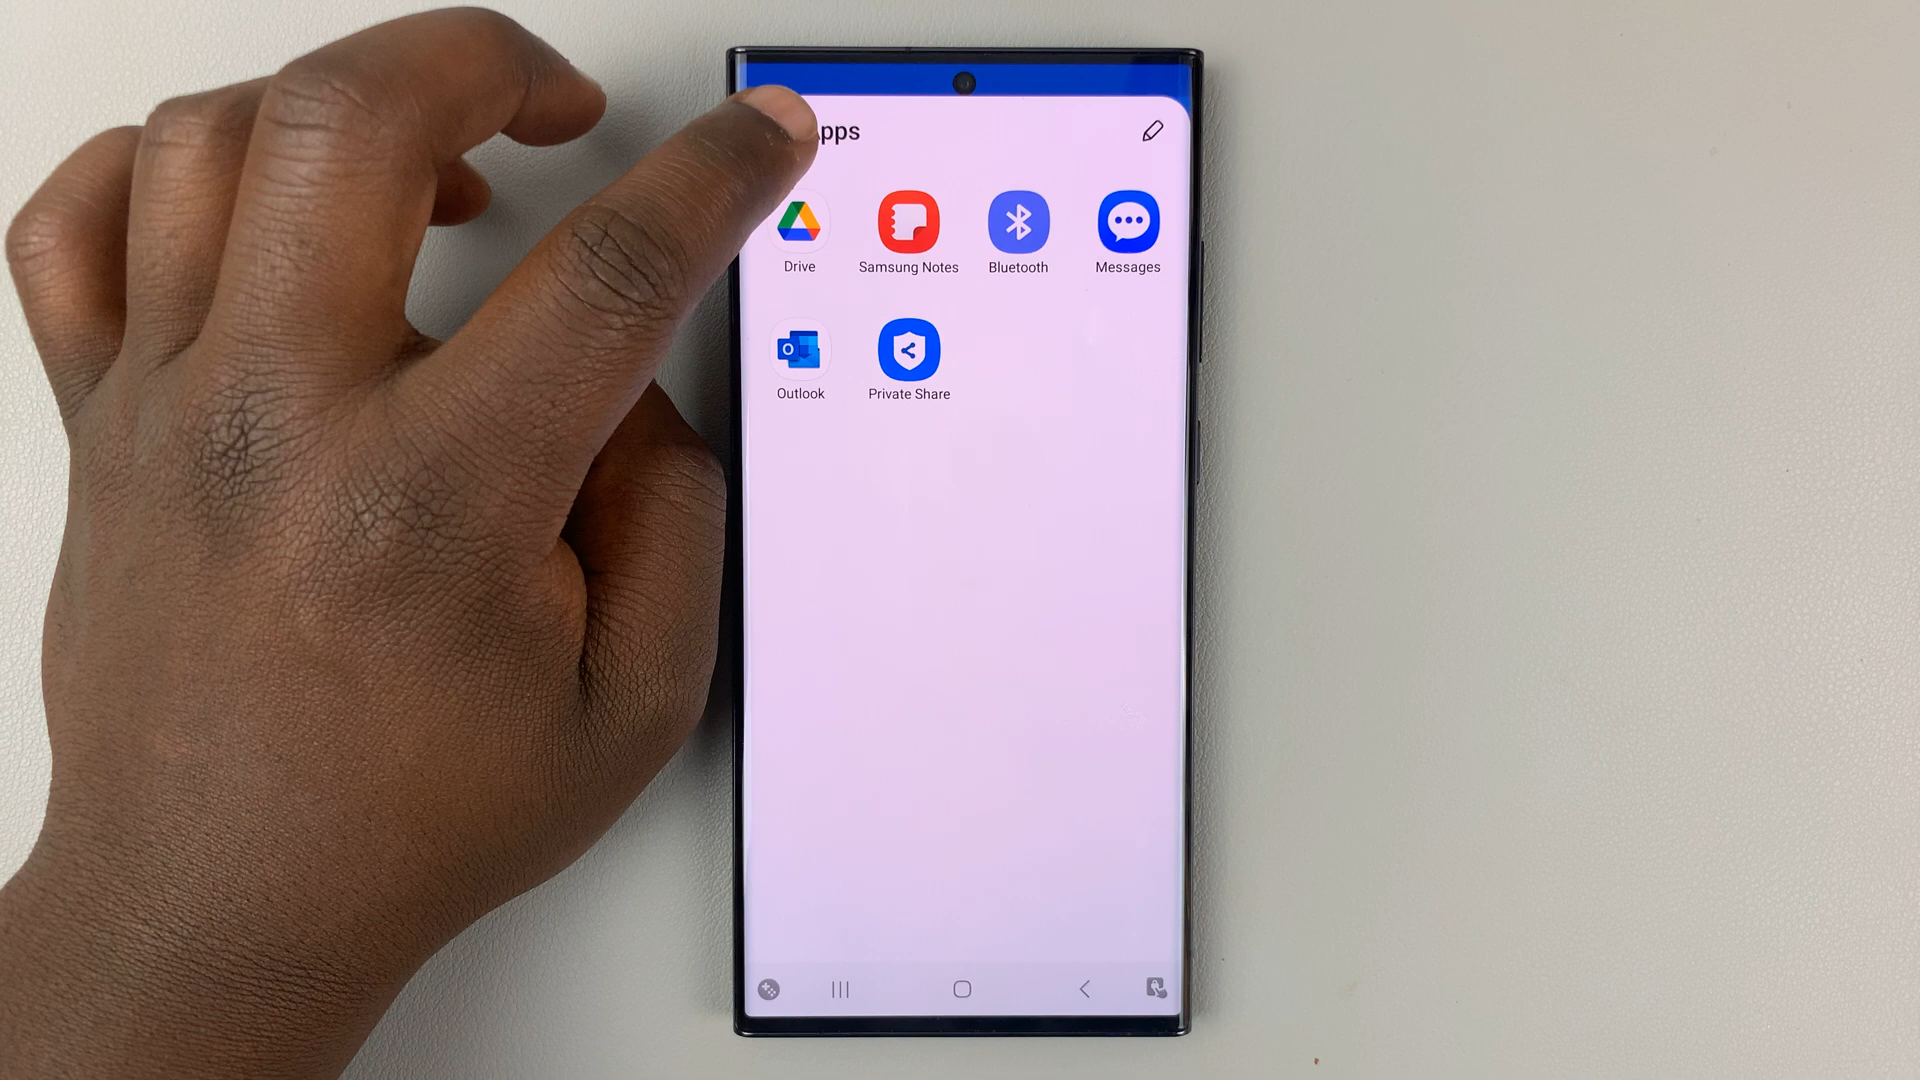 pps
Drive Samsung Notes Bluetooth Messages
Outlook Private Share